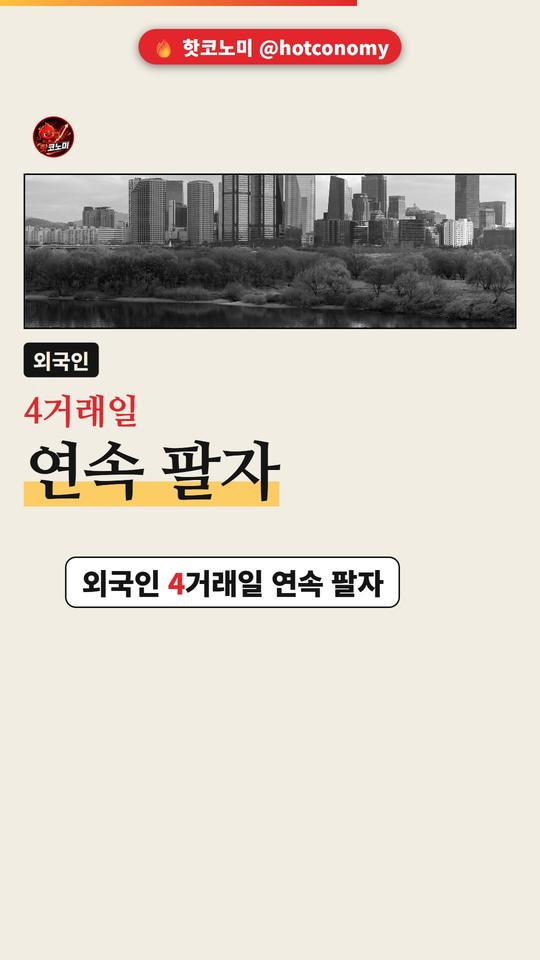 핫코노미 @hotconomy
핫코노미
외국인
4거래일
연속 팔자
외국인 4거래일 연속 팔자